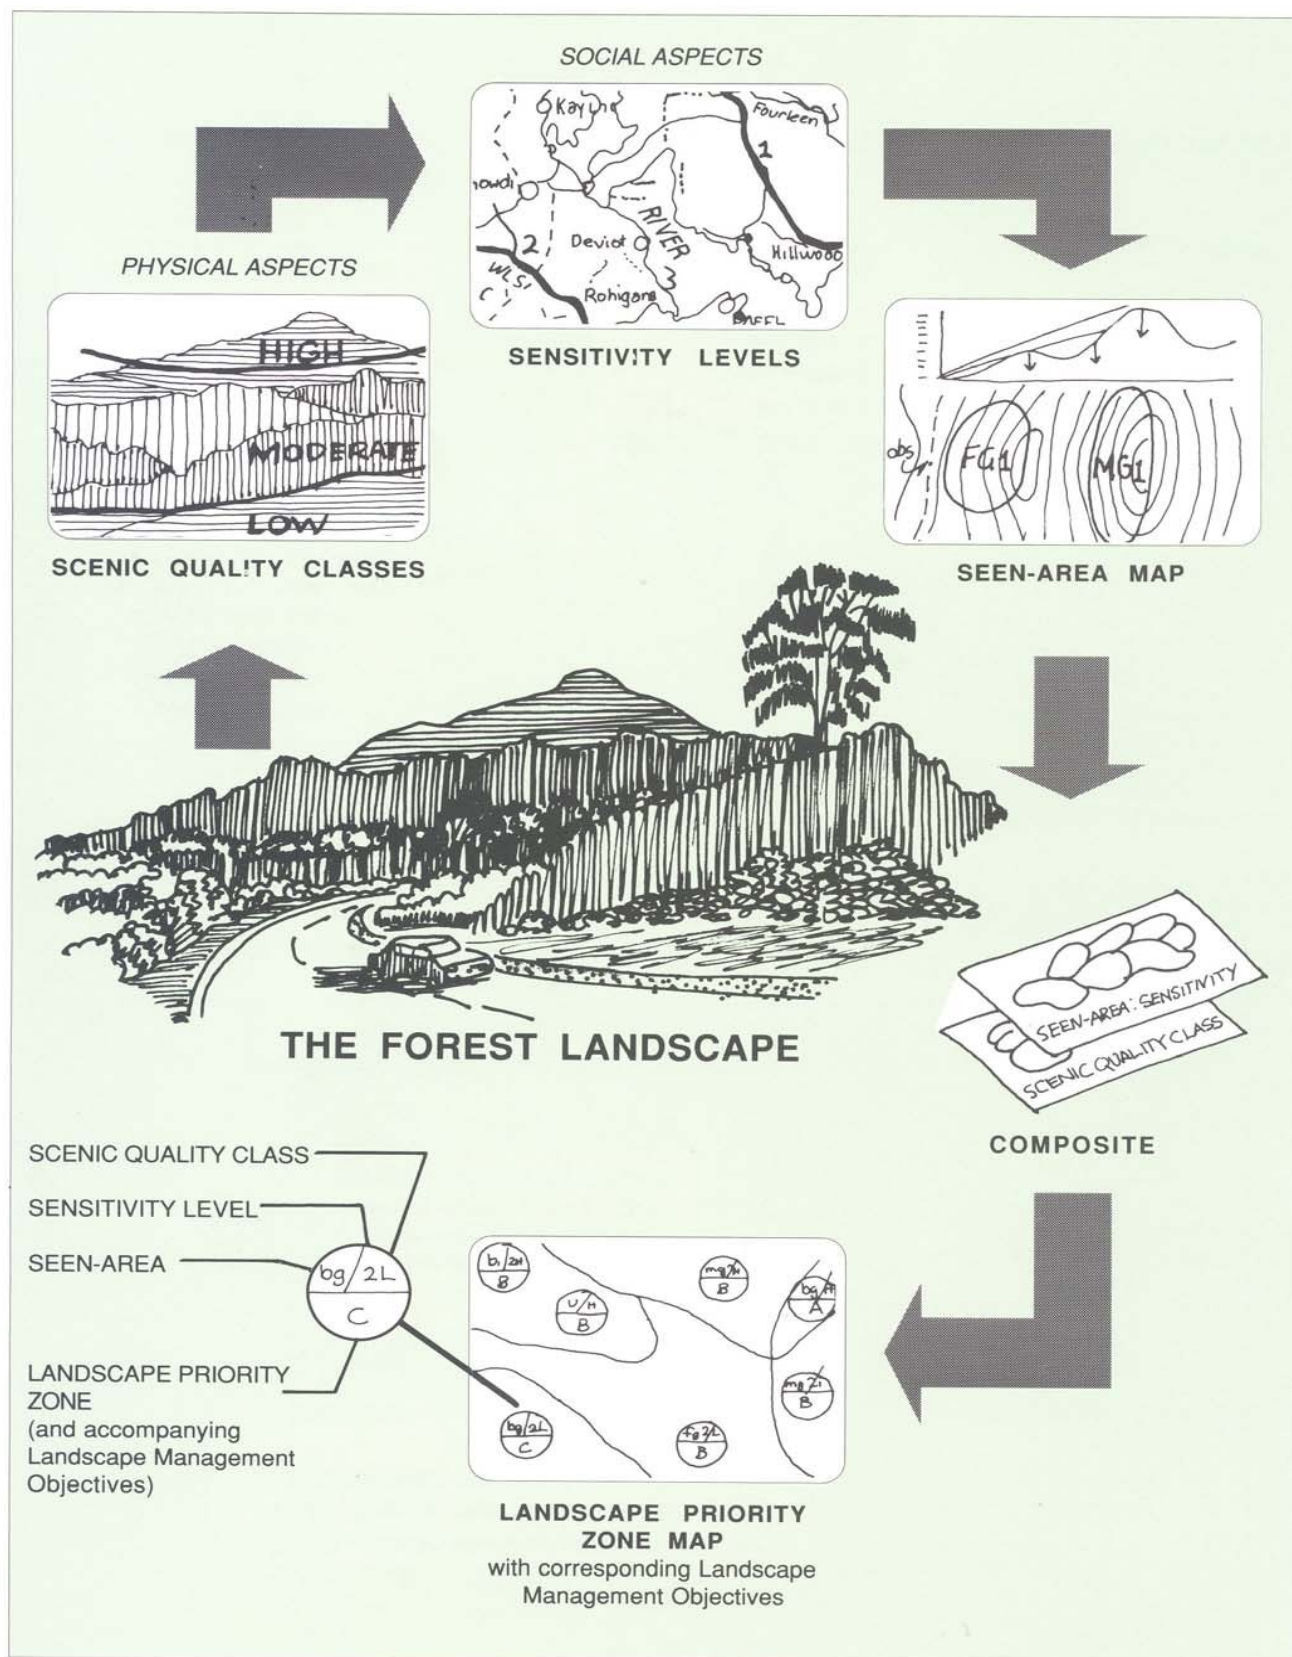 SOCIAL ASPECTS
Fourteen
1
RIVER
2
Deviot
3
Hillwood
C
SENSITIVITY LEVELS
PHYSICAL ASPECTS
HIGH
MODERATE
LOW
SCENIC QUALITY CLASSES
obs
FG1
MG1
SEEN-AREA MAP
THE FOREST LANDSCAPE
SEEN-AREA: SENSITIVITY
SCENIC QUALITY CLASS
COMPOSITE
SCENIC QUALITY CLASS
SENSITIVITY LEVEL
SEEN-AREA
bg/2L
C
LANDSCAPE PRIORITY
ZONE
(and accompanying
Landscape Management
Objectives)
B
U/H
B
B
A
B
bg/2L
C
B
LANDSCAPE PRIORITY
ZONE MAP
with corresponding Landscape
Management Objectives